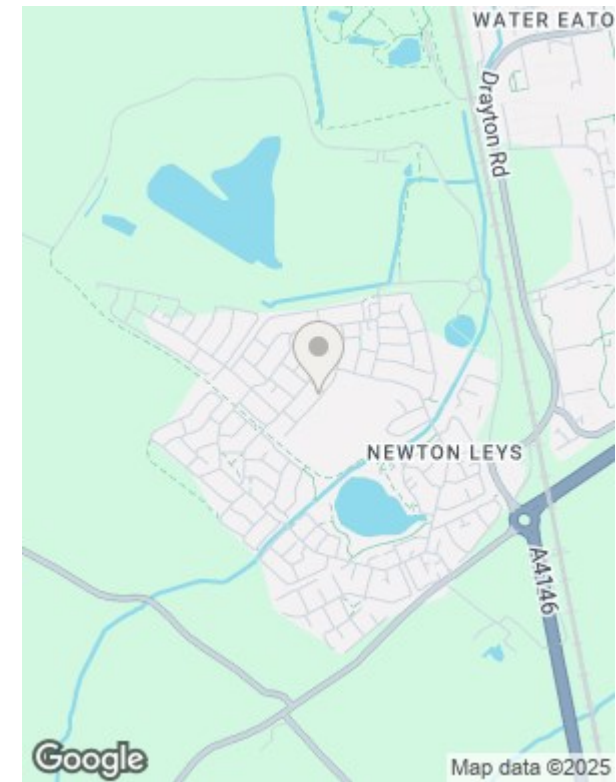 WATER EATO
Drayton Rd
NEWTON LEYS
A4146
Google
Map data ©2025